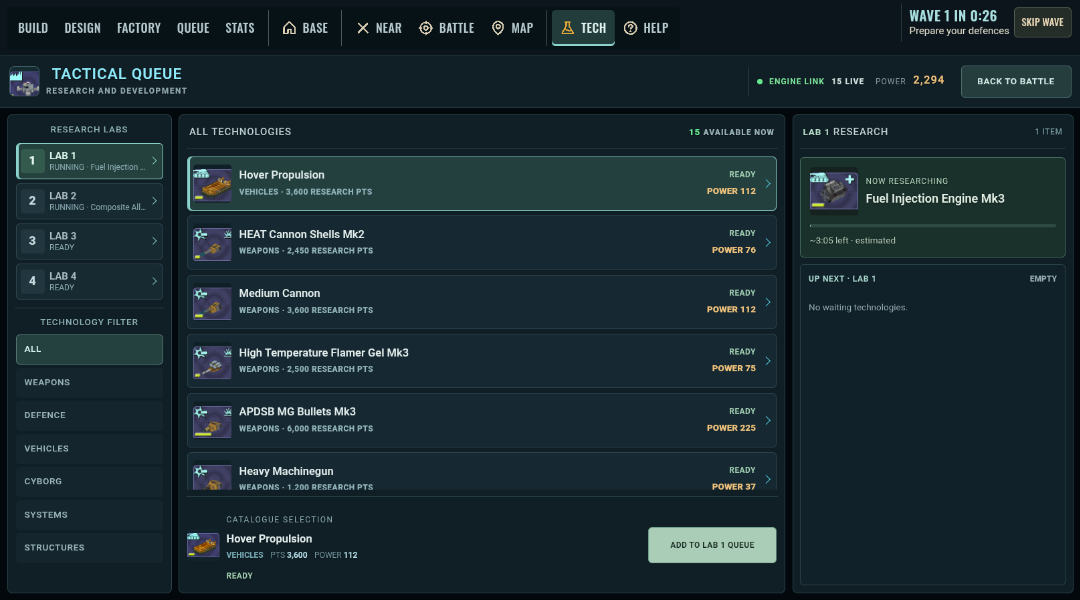 BUILD DESIGN FACTORY QUEUE STATS BASE NEAR BATTLE MAP TECH HELP
WAVE 1 IN 0:26
Prepare your defences
SKIP WAVE
TACTICAL QUEUE
RESEARCH AND DEVELOPMENT
ENGINE LINK 15 LIVE POWER 2,294
BACK TO BATTLE
RESEARCH LABS
1 LAB 1
RUNNING · Fuel Injection ...
2 LAB 2
RUNNING · Composite All...
3 LAB 3
READY
4 LAB 4
READY
TECHNOLOGY FILTER
ALL
WEAPONS
DEFENCE
VEHICLES
CYBORG
SYSTEMS
STRUCTURES
ALL TECHNOLOGIES
15 AVAILABLE NOW
Hover Propulsion
VEHICLES · 3,600 RESEARCH PTS
READY
POWER 112
HEAT Cannon Shells Mk2
WEAPONS · 2,450 RESEARCH PTS
READY
POWER 76
Medium Cannon
WEAPONS · 3,600 RESEARCH PTS
READY
POWER 112
High Temperature Flamer Gel Mk3
WEAPONS · 2,500 RESEARCH PTS
READY
POWER 75
APDSB MG Bullets Mk3
WEAPONS · 6,000 RESEARCH PTS
READY
POWER 225
Heavy Machinegun
WEAPONS · 1,200 RESEARCH PTS
READY
POWER 37
CATALOGUE SELECTION
Hover Propulsion
VEHICLES PTS 3,600 POWER 112
READY
ADD TO LAB 1 QUEUE
LAB 1 RESEARCH
1 ITEM
NOW RESEARCHING
Fuel Injection Engine Mk3
~3:05 left · estimated
UP NEXT · LAB 1
EMPTY
No waiting technologies.